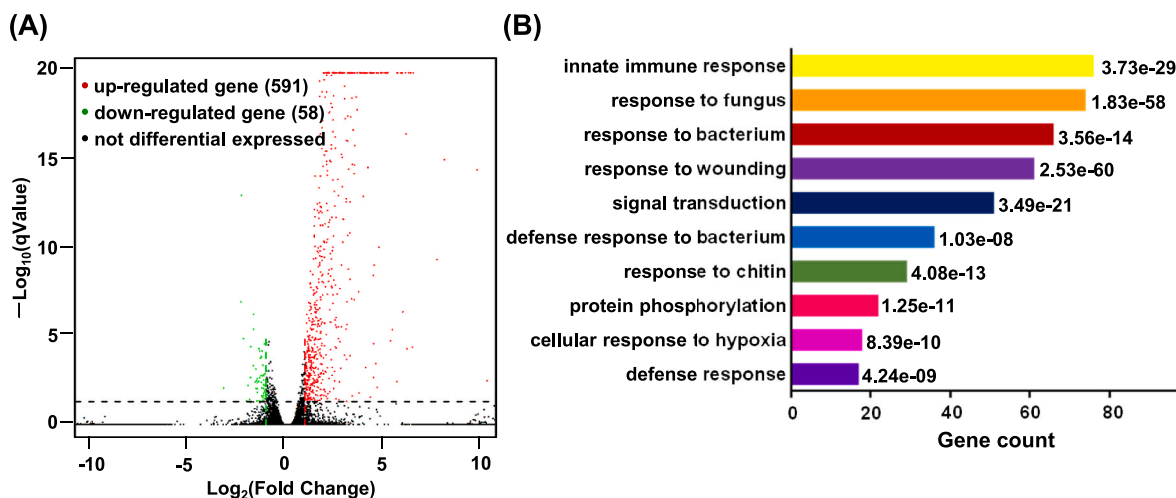 (A)
20
15
10
5
0
—Log10(qValue)
up-regulated gene (591)
down-regulated gene (58)
not differential expressed
-10
-5
0
5
10
Log2(Fold Change)
(B)
innate immune response 3.73e-29
response to fungus 1.83e-58
response to bacterium 3.56e-14
response to wounding 2.53e-60
signal transduction 3.49e-21
defense response to bacterium 1.03e-08
response to chitin 4.08e-13
protein phosphorylation 1.25e-11
cellular response to hypoxia 8.39e-10
defense response 4.24e-09
0
20
40
60
80
Gene count